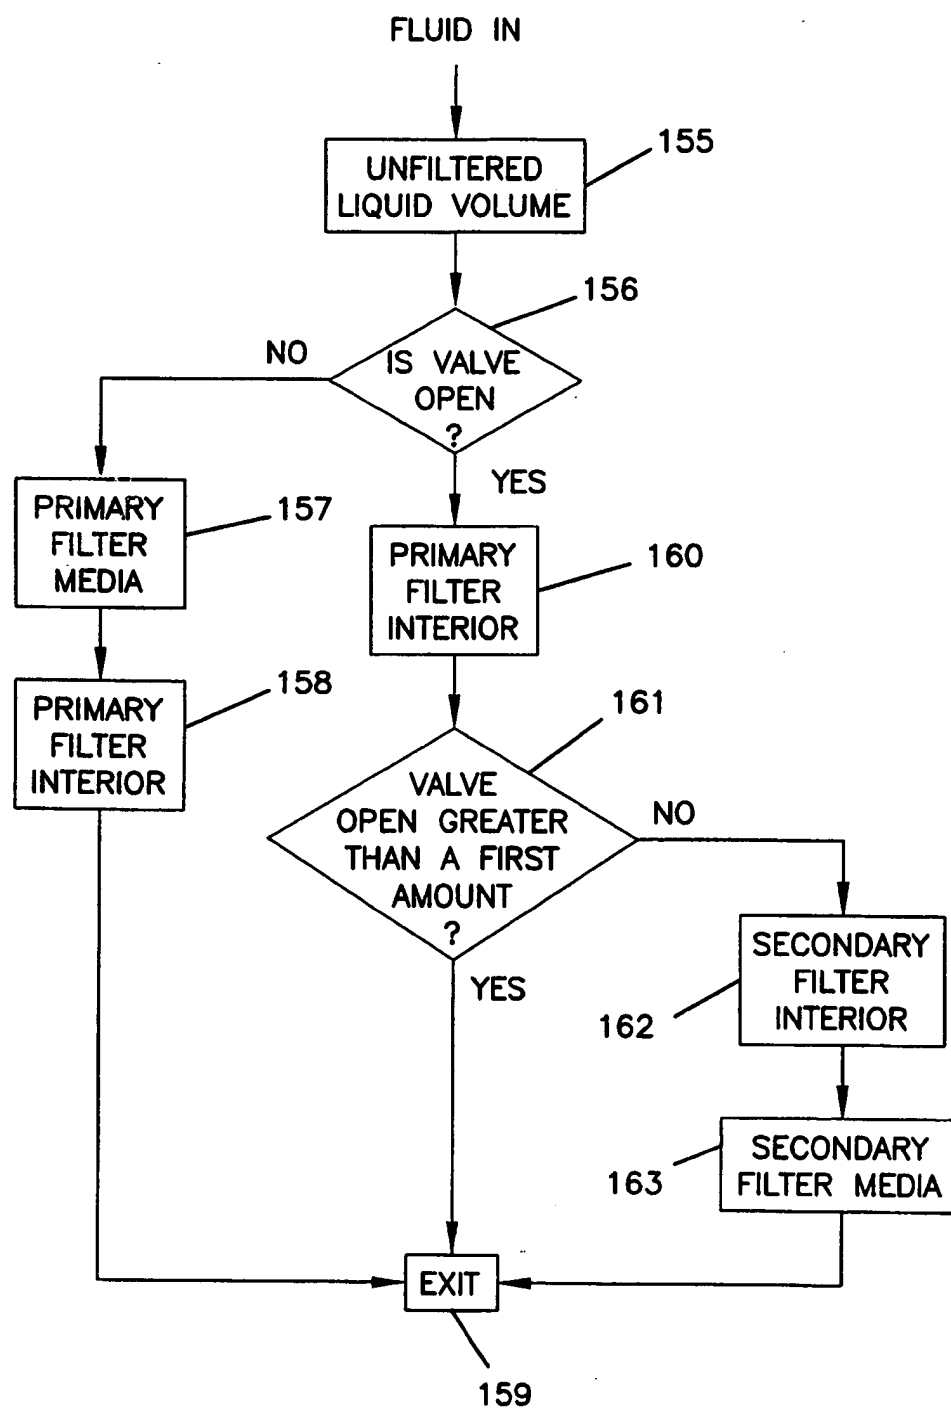 FLUID IN
155
UNFILTERED
LIQUID VOLUME
156
IS VALVE
OPEN
?
NO
YES
PRIMARY
FILTER
MEDIA
157
PRIMARY
FILTER
INTERIOR
160
PRIMARY
FILTER
INTERIOR
158
161
VALVE
OPEN GREATER
THAN A FIRST
AMOUNT
?
NO
YES
SECONDARY
FILTER
INTERIOR
162
SECONDARY
FILTER MEDIA
163
EXIT
159